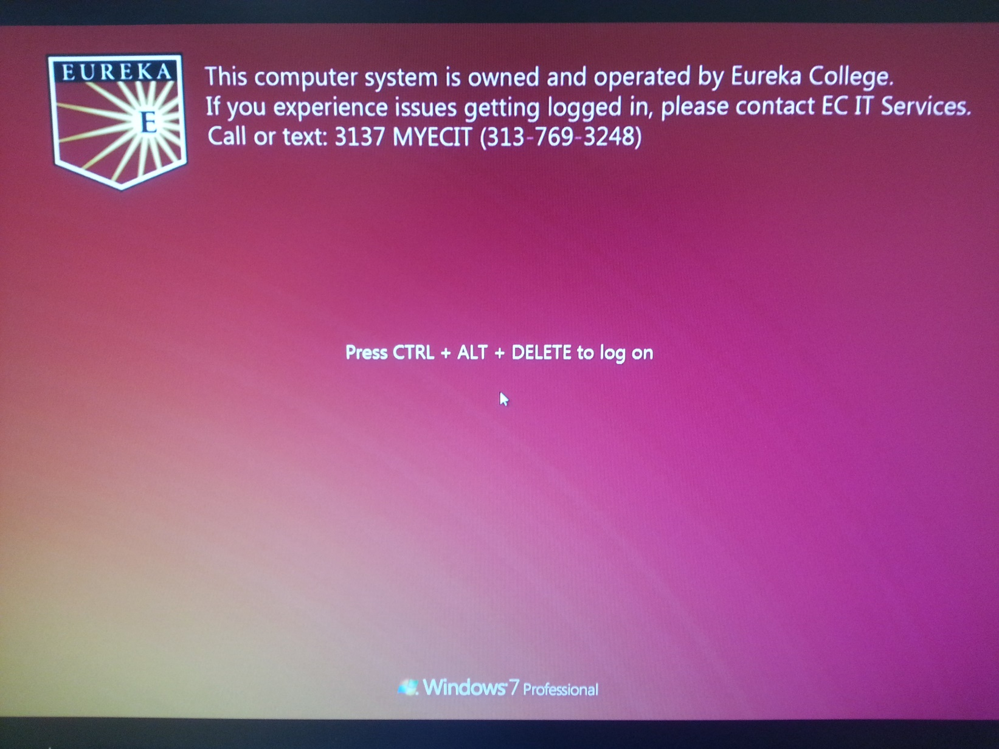 EUREKA
E
This computer system is owned and operated by Eureka College.
If you experience issues getting logged in, please contact EC IT Services.
Call or text: 3137 MYECIT (313-769-3248)
Press CTRL + ALT + DELETE to log on
Windows 7 Professional